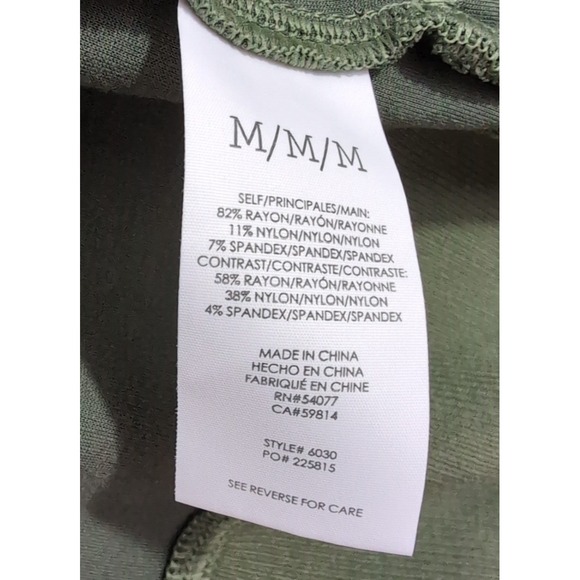 M/M/M
SELF/PRINCIPALES/MAIN:
82% RAYON/RAYÓN/RAYONNE
11% NYLON/NYLON/NYLON
7% SPANDEX/SPANDEX/SPANDEX
CONTRAST/CONTRASTE/CONTRASTE:
58% RAYON/RAYÓN/RAYONNE
38% NYLON/NYLON/NYLON
4% SPANDEX/SPANDEX/SPANDEX
MADE IN CHINA
HECHO EN CHINA
FABRIQUÉ EN CHINE
RN#54077
CA#59814
STYLE# 6030
PO# 225815
SEE REVERSE FOR CARE